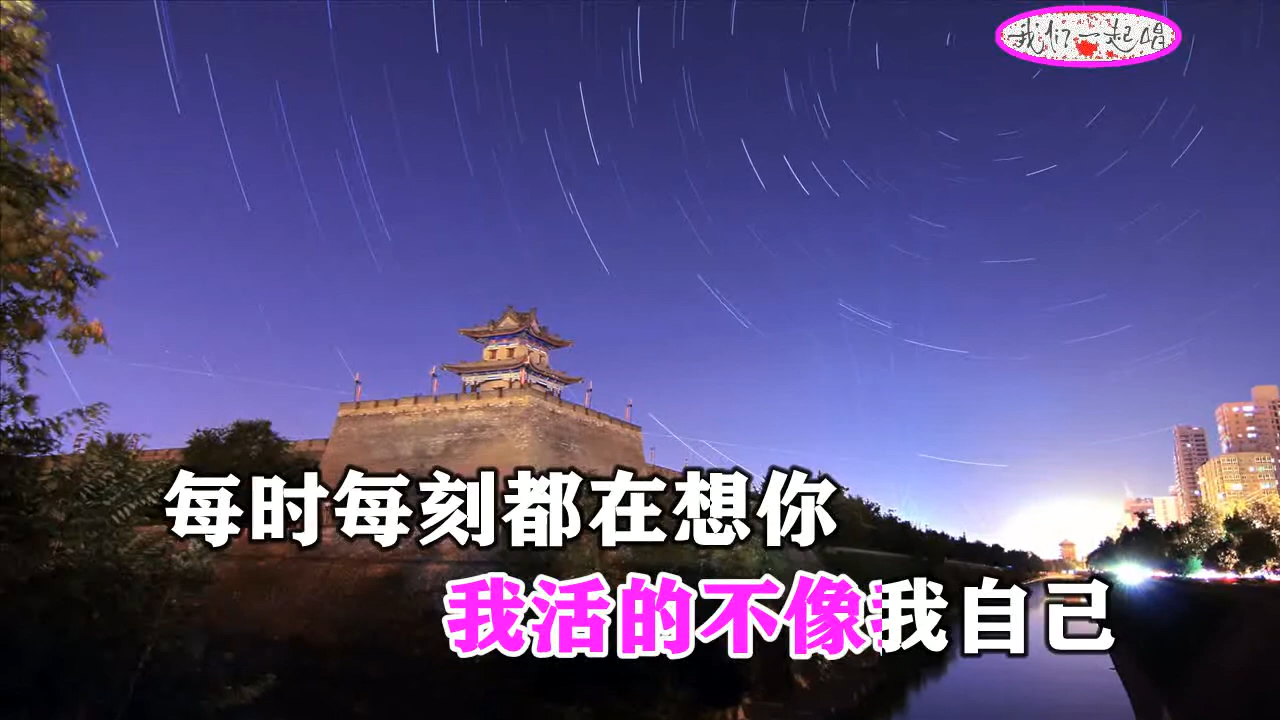 我们一起唱
每时每刻都在想你
我活的不像我自己